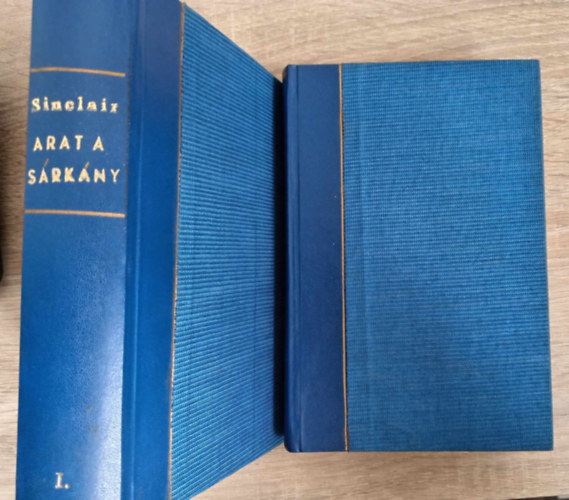 Sinclair
ARAT A
SÁRKÁNY
I.